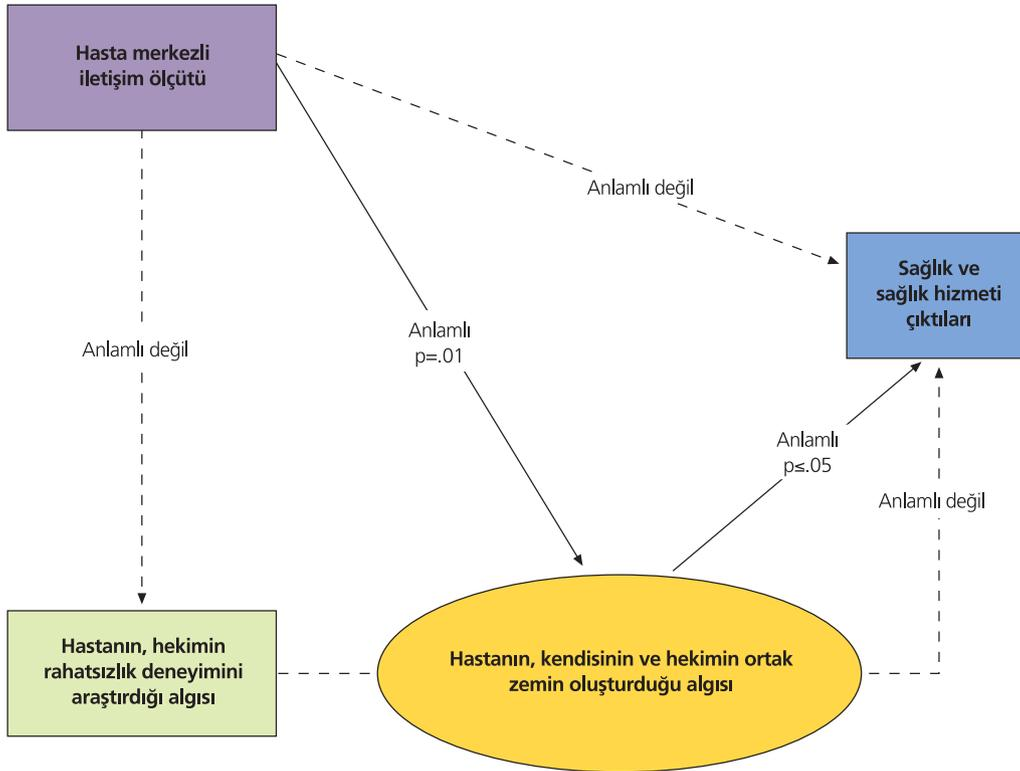 Hasta merkezli
iletişim ölçütü
Anlamlı değil
Sağlık ve
sağlık hizmeti
çıktıları
Anlamlı
p=.01
Anlamlı değil
Anlamlı
p≤.05
Anlamlı değil
Hastanın, hekimin
rahatsızlık deneyimini
araştırdığı algısı
Hastanın, kendisinin ve hekimin ortak
zemin oluşturduğu algısı